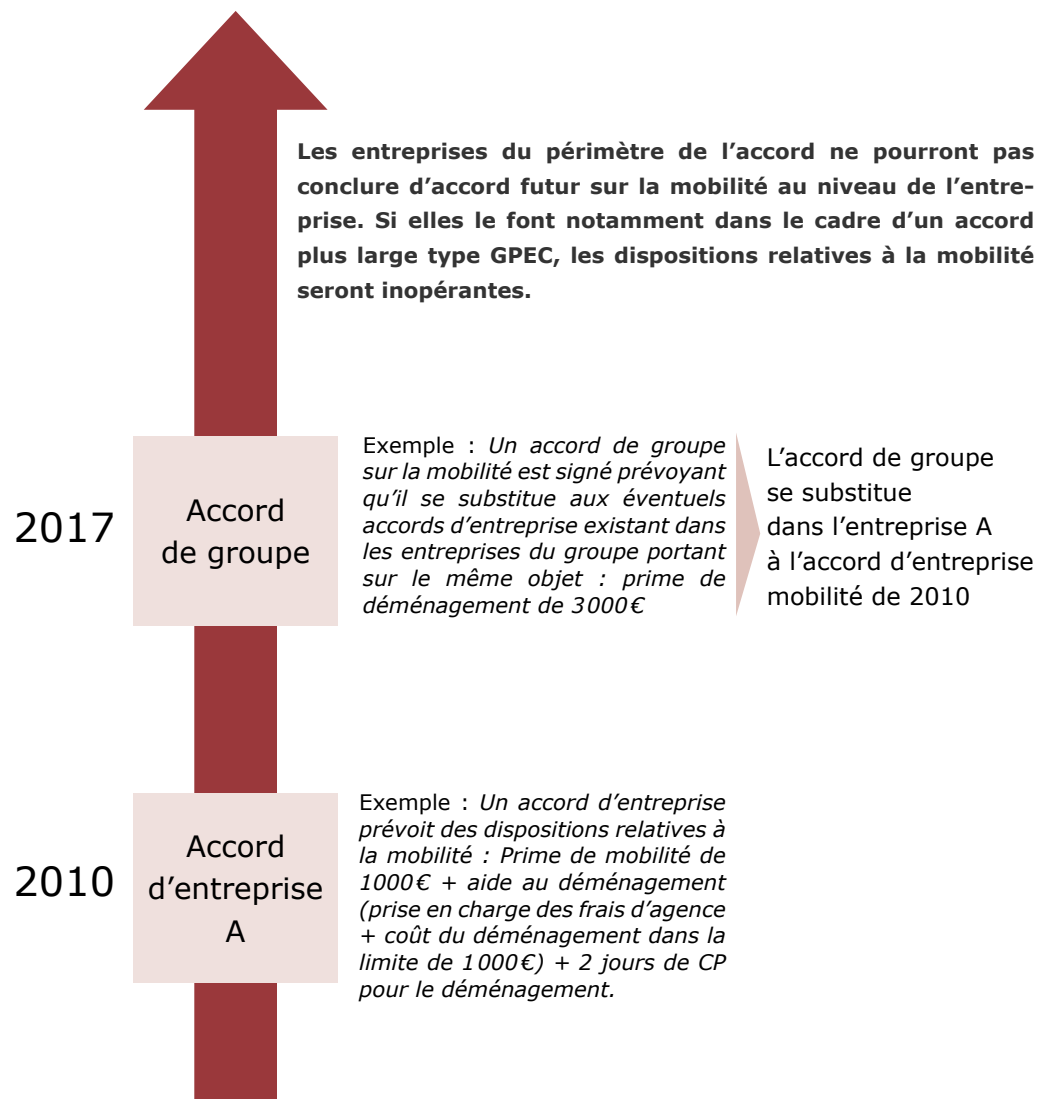 Les entreprises du périmètre de l’accord ne pourront pas
conclure d’accord futur sur la mobilité au niveau de l’entre-
prise. Si elles le font notamment dans le cadre d’un accord
plus large type GPEC, les dispositions relatives à la mobilité
seront inopérantes.
2017
Accord
de groupe
Exemple : Un accord de groupe
sur la mobilité est signé prévoyant
qu’il se substitue aux éventuels
accords d’entreprise existant dans
les entreprises du groupe portant
sur le même objet : prime de
déménagement de 3000 €
L’accord de groupe
se substitue
dans l’entreprise A
à l’accord d’entreprise
mobilité de 2010
2010
Accord
d’entreprise
A
Exemple : Un accord d’entreprise
prévoit des dispositions relatives à
la mobilité : Prime de mobilité de
1000 € + aide au déménagement
(prise en charge des frais d’agence
+ coût du déménagement dans la
limite de 1000 €) + 2 jours de CP
pour le déménagement.